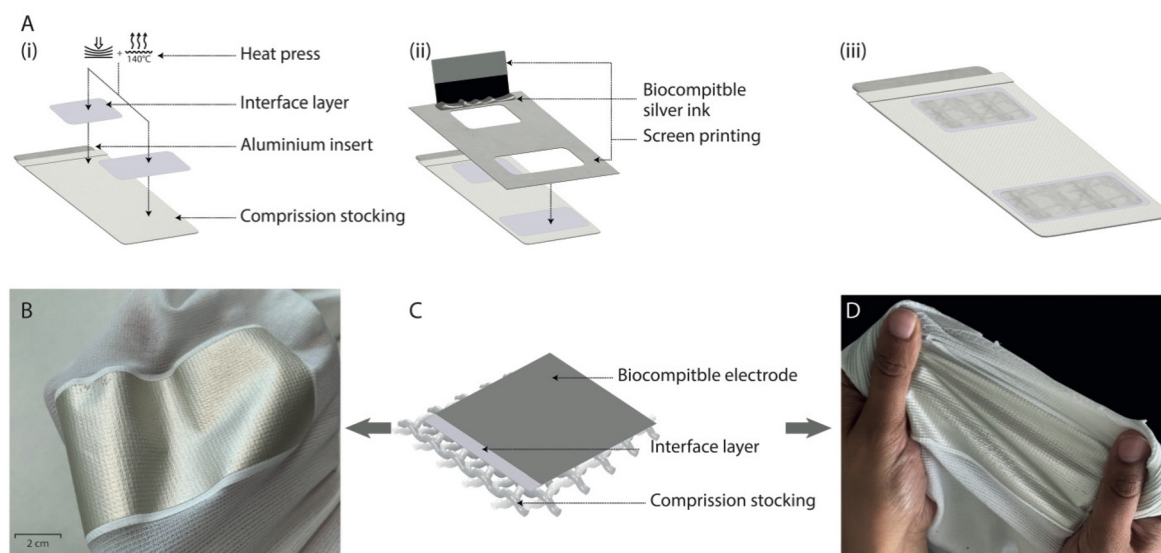 A
(i)
+
140°C
Heat press
Interface layer
Aluminium insert
Comprission stocking
(ii)
Biocompitble
silver ink
Screen printing
(iii)
B
2 cm
C
Biocompitble electrode
Interface layer
Comprission stocking
D